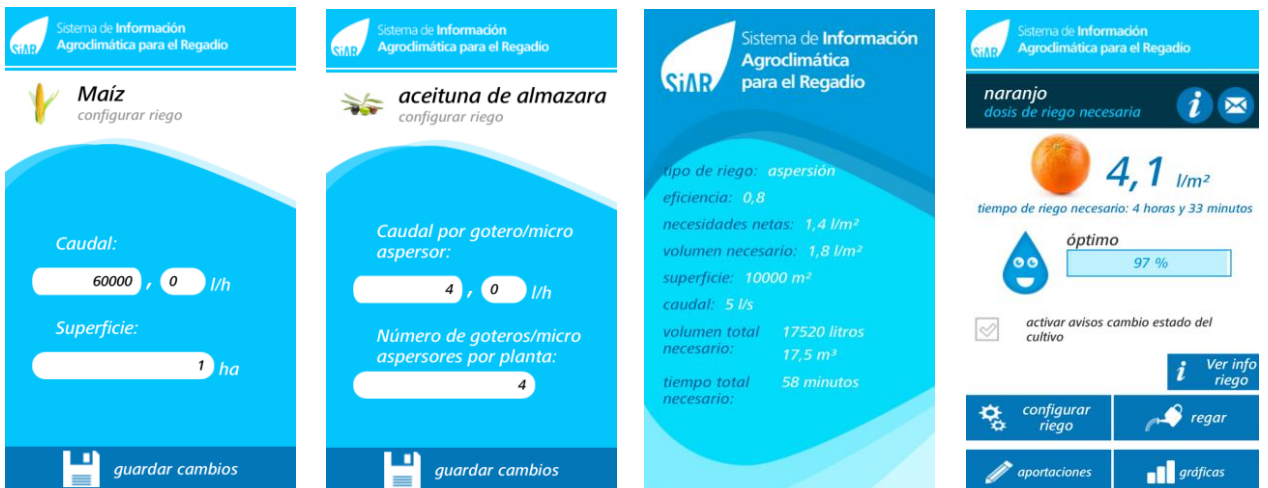 SiAR
Sistema de Información
Agroclimática para el Regadío
Maíz
configurar riego
Caudal:
60000 , 0 l/h
Superficie:
1 ha
guardar cambios
SiAR
Sistema de Información
Agroclimática para el Regadío
aceituna de almazara
configurar riego
Caudal por gotero/micro
aspersor:
4 , 0 l/h
Número de goteros/micro
aspersores por planta:
4
guardar cambios
SiAR
Sistema de Información
Agroclimática
para el Regadío
tipo de riego: aspersión
eficiencia: 0,8
necesidades netas: 1,4 l/m²
volumen necesario: 1,8 l/m²
superficie: 10000 m²
caudal: 5 l/s
volumen total 17520 litros
necesario: 17,5 m³
tiempo total 58 minutos
necesario:
SiAR
Sistema de Información
Agroclimática para el Regadío
naranjo
dosis de riego necesaria
i
4,1 l/m²
tiempo de riego necesario: 4 horas y 33 minutos
óptimo
97 %
activar avisos cambio estado del
cultivo
i Ver info
riego
configurar
riego
regar
aportaciones
gráficas